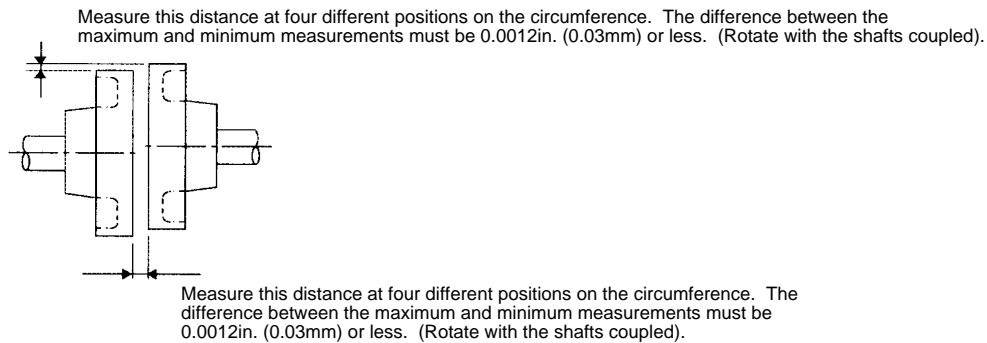 Measure this distance at four different positions on the circumference. The difference between the
maximum and minimum measurements must be 0.0012in. (0.03mm) or less. (Rotate with the shafts coupled).
Measure this distance at four different positions on the circumference. The
difference between the maximum and minimum measurements must be
0.0012in. (0.03mm) or less. (Rotate with the shafts coupled).